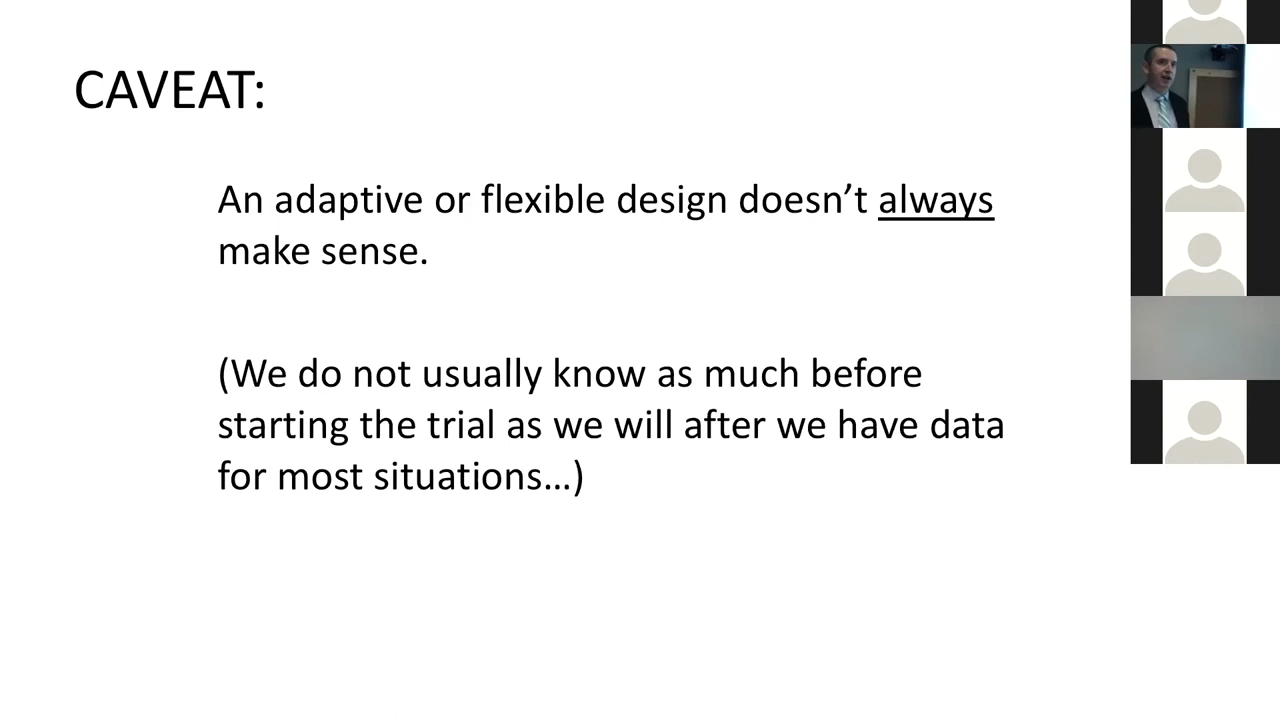 CAVEAT:
An adaptive or flexible design doesn’t always
make sense.
(We do not usually know as much before
starting the trial as we will after we have data
for most situations…)